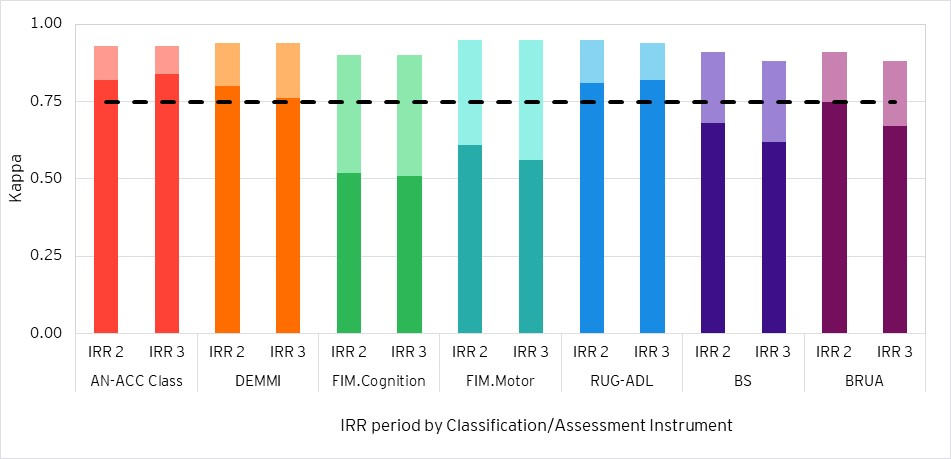 1.00
0.75
0.50
0.25
0.00
Kappa
IRR 2 IRR 3 IRR 2 IRR 3 IRR 2 IRR 3 IRR 2 IRR 3 IRR 2 IRR 3 IRR 2 IRR 3 IRR 2 IRR 3
AN-ACC Class DEMMI FIM.Cognition FIM.Motor RUG-ADL BS BRUA
IRR period by Classification/Assessment Instrument